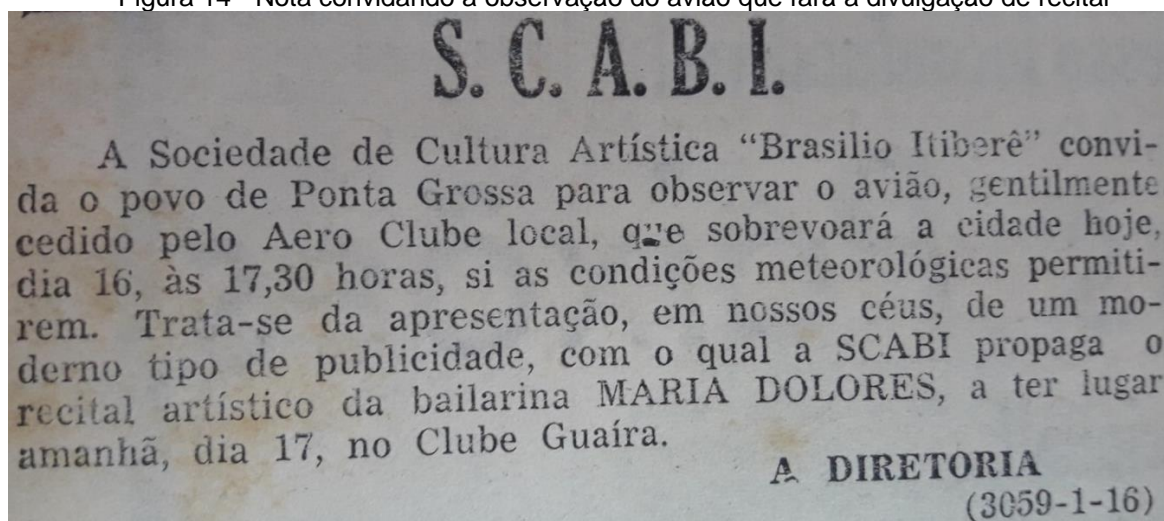 Figura 14 - Nota convidando a observação do avião que fará a divulgação de recital
S. C. A. B. I.
A Sociedade de Cultura Artística “Brasilio Itiberê” convi-
da o povo de Ponta Grossa para observar o avião, gentilmente
cedido pelo Aero Clube local, que sobrevoará a cidade hoje,
dia 16, às 17,30 horas, si as condições meteorológicas permiti-
rem. Trata-se da apresentação, em nossos céus, de um mo-
derno tipo de publicidade, com o qual a SCABI propaga o
recital artístico da bailarina MARIA DOLORES, a ter lugar
amanhã, dia 17, no Clube Guaíra.
A DIRETORIA
(3059-1-16)